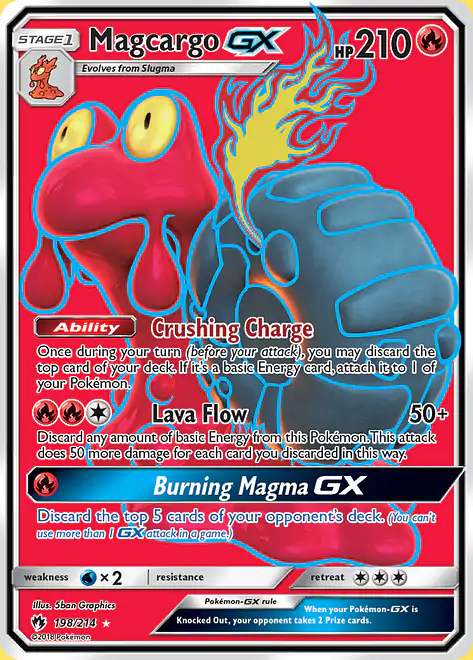 STAGE 1 Magcargo GX HP 210
Evolves from Slugma
Ability Crushing Charge
Once during your turn (before your attack), you may discard the
top card of your deck. If it's a basic Energy card, attach it to 1 of
your Pokémon.
Lava Flow 50+
Discard any amount of basic Energy from this Pokémon. This attack
does 50 more damage for each card you discarded in this way.
Burning Magma GX
Discard the top 5 cards of your opponent's deck. (You can't
use more than 1 GX attack in a game.)
weakness ×2 resistance retreat
Illus. 5ban Graphics
198/214
©2018 Pokémon
Pokémon-GX rule
When your Pokémon-GX is
Knocked Out, your opponent takes 2 Prize cards.